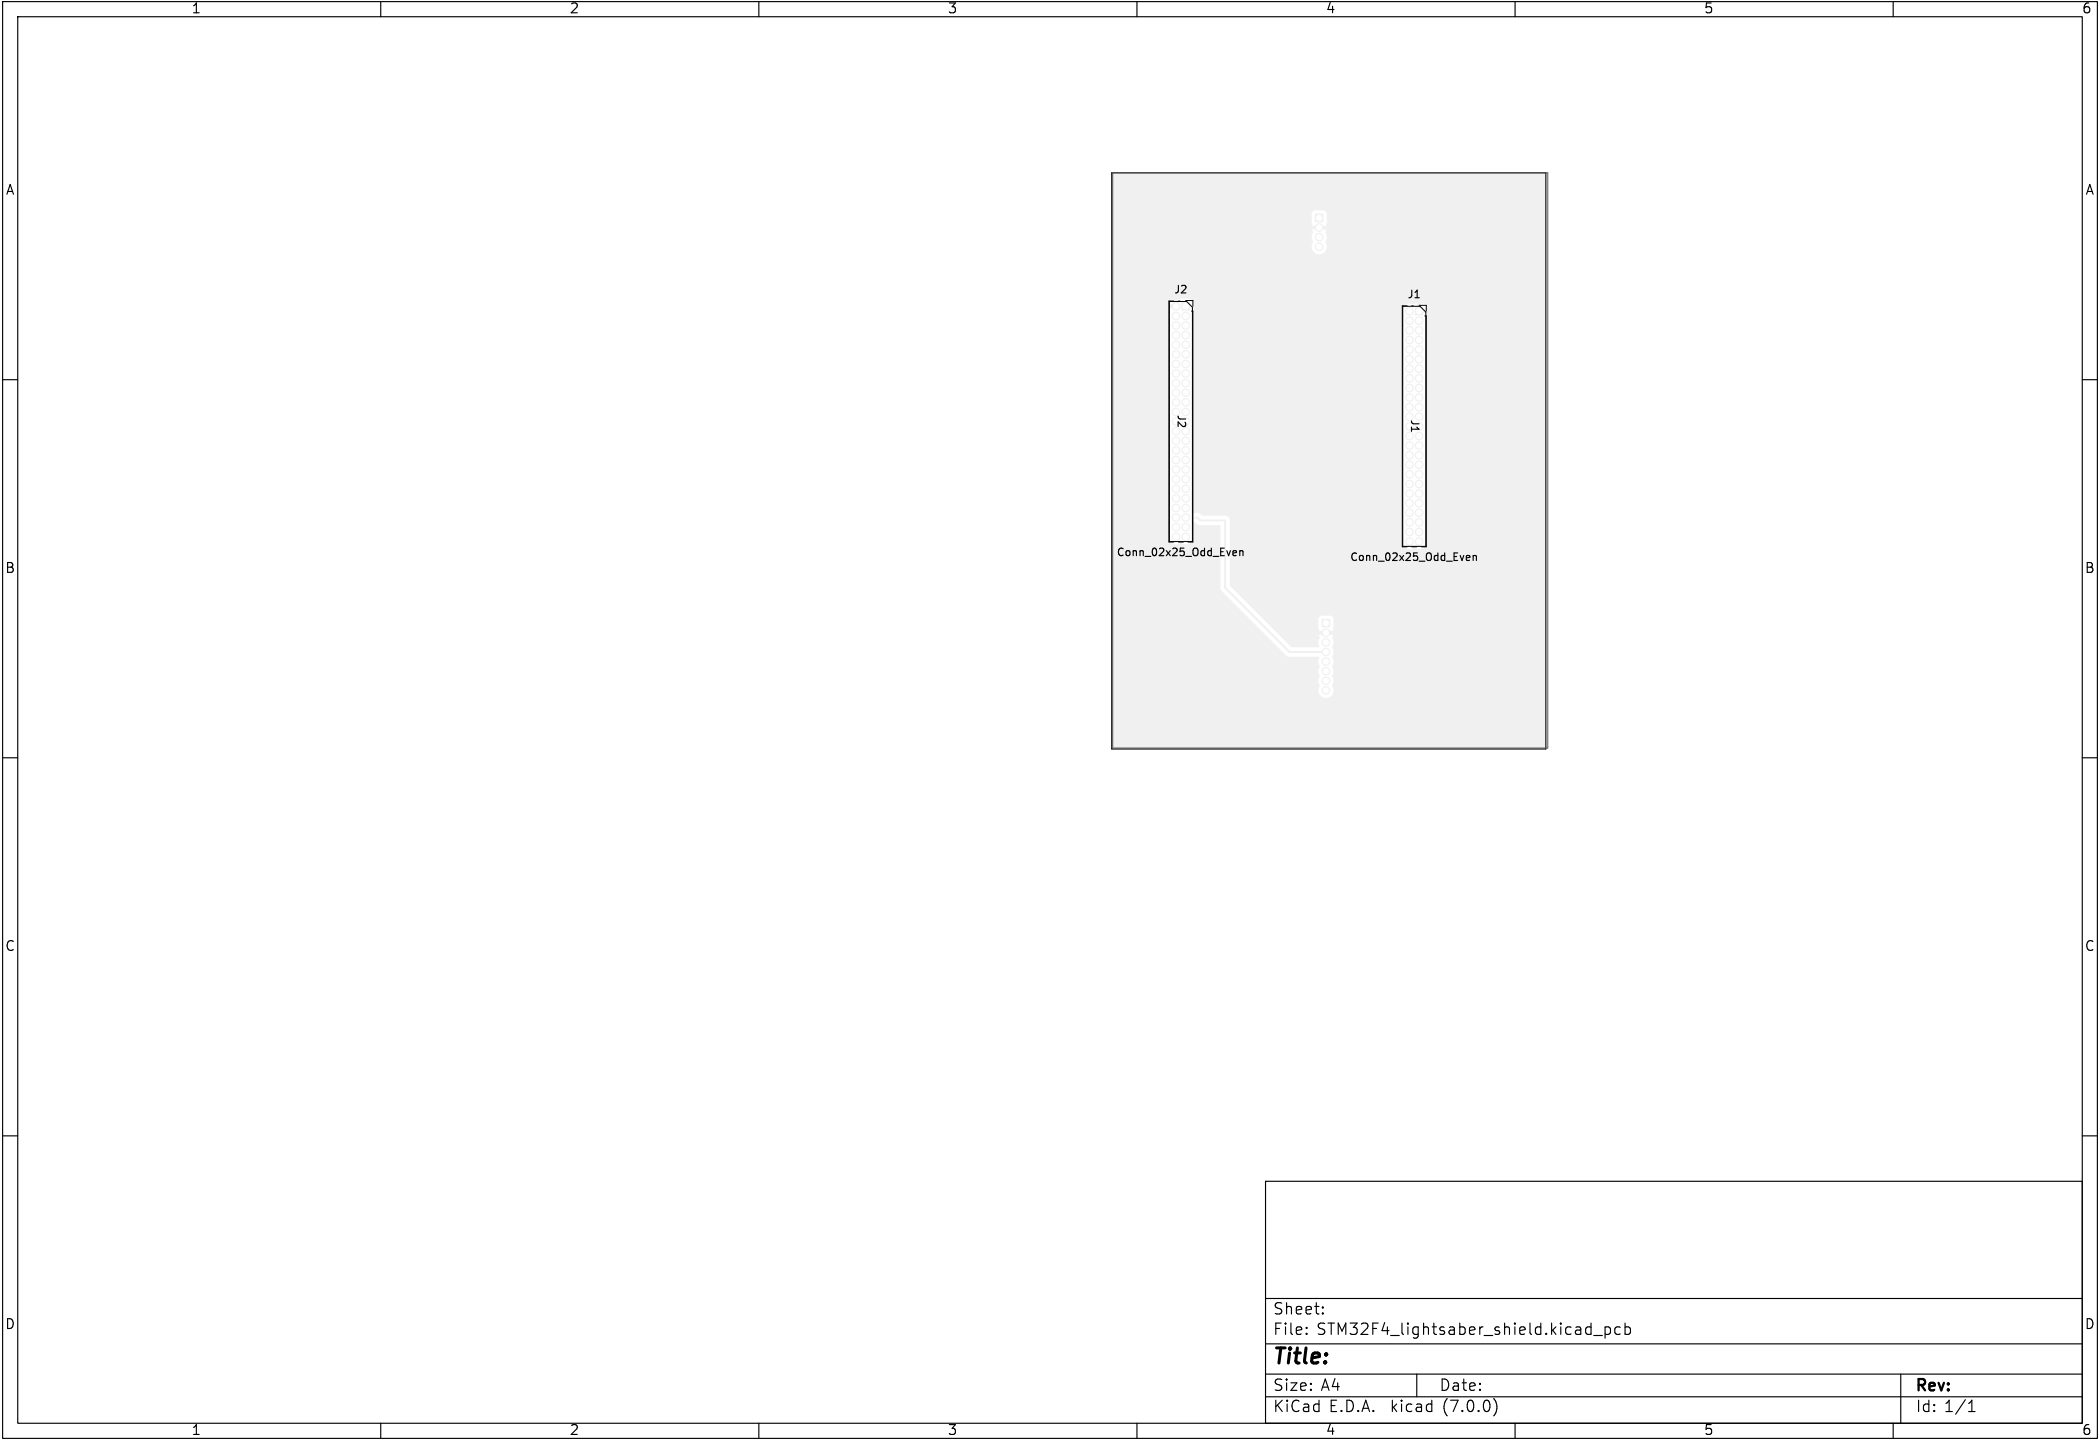 1 2 3 4 5 6
A A
J2 J1
J2 J1
Conn_02x25_Odd_Even
Conn_02x25_Odd_Even
B B
C C
Sheet:
File: STM32F4_lightsaber_shield.kicad_pcb
D D
Title:
Size: A4 Date: Rev:
KiCad E.D.A. kicad (7.0.0) Id: 1/1
1 2 3 4 5 6